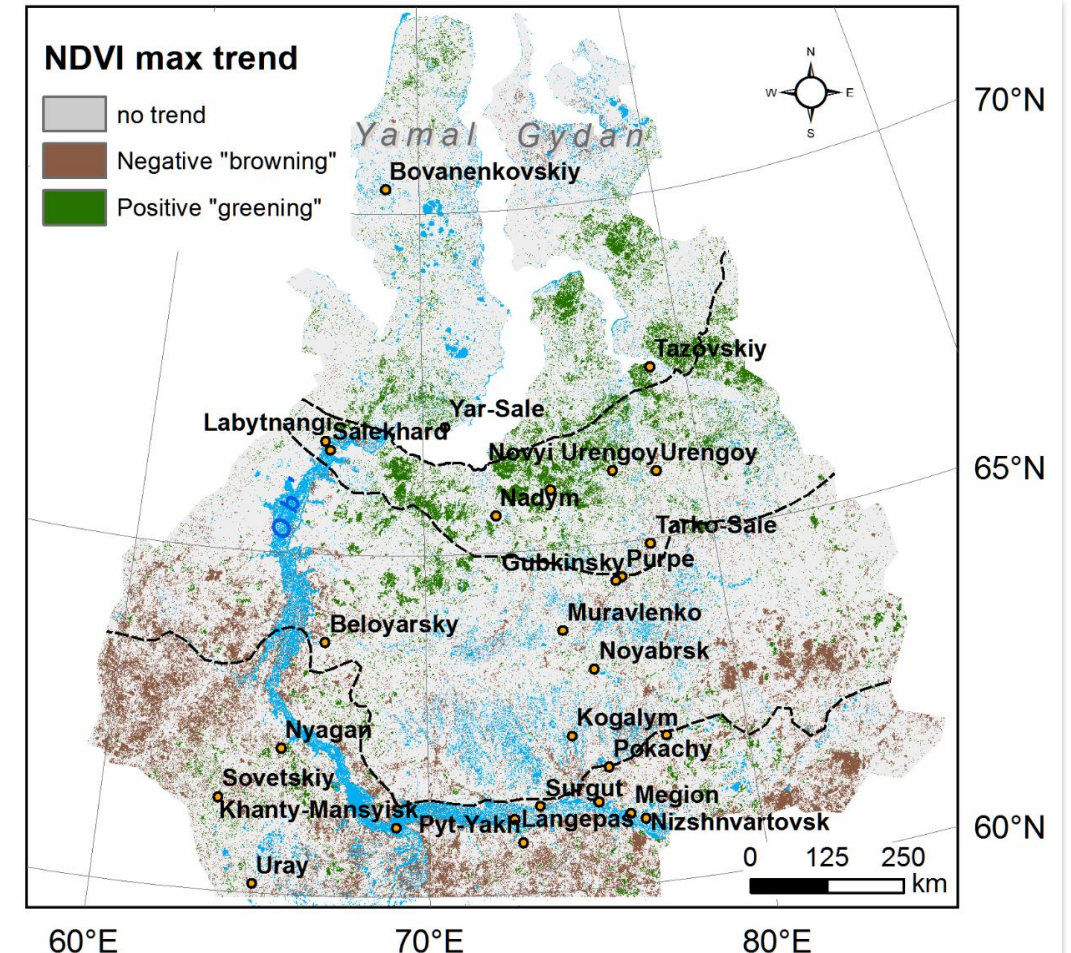 NDVI max trend
no trend
Negative "browning"
Positive "greening"
N
W
E
S
70°N
Yamal
Gydan
Bovanenkovskiy
Tazovskiy
Yar-Sale
Labytnangi
Salekhard
Novyi Urengoy
Urengoy
65°N
Ob'
Nadym
Tarko-Sale
Gubkinsky
Purpe
Muravlenko
Beloyarsky
Noyabrsk
Kogalym
Nyagan
Pokachy
Sovetskiy
Surgut
Megion
Khanty-Mansyisk
Pyt-Yakh
Langepas
Nizshnvartovsk
60°N
0 125 250
km
Uray
60°E
70°E
80°E